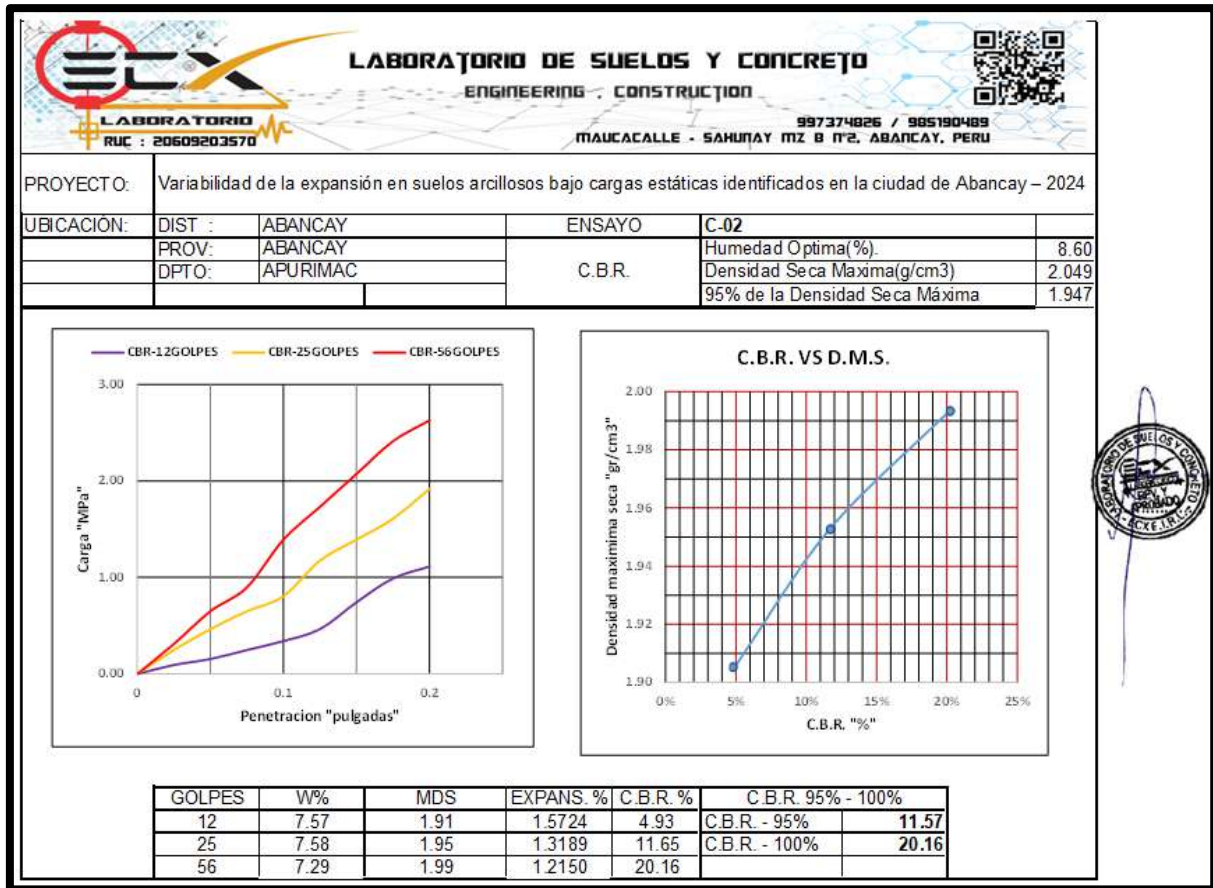 ECX
LABORATORIO
RUC : 20609203570
LABORATORIO DE SUELOS Y CONCRETO
ENGINEERING . CONSTRUCTION
997374826 / 985190489
MAUCACALLE - SAHUNAY MZ B N°2, ABANCAY, PERU
PROYECTO: Variabilidad de la expansión en suelos arcillosos bajo cargas estáticas identificados en la ciudad de Abancay – 2024
UBICACIÓN: DIST : ABANCAY ENSAYO C-02
PROV: ABANCAY C.B.R. Humedad Optima(%). 8.60
DPTO: APURIMAC Densidad Seca Maxima(g/cm3) 2.049
95% de la Densidad Seca Máxima 1.947
CBR-12GOLPES CBR-25GOLPES CBR-56GOLPES
3.00
2.00
1.00
0.00
Carga "MPa"
0 0.1 0.2
Penetracion "pulgadas"
C.B.R. VS D.M.S.
2.00
1.98
1.96
1.94
1.92
1.90
Densidad maximima seca "gr/cm3"
0% 5% 10% 15% 20% 25%
C.B.R. "%"
LABORATORIO DE SUELOS Y CONCRETO
ECX E.I.R.L.
GOLPES W% MDS EXPANS. % C.B.R. % C.B.R. 95% - 100%
12 7.57 1.91 1.5724 4.93 C.B.R. - 95% 11.57
25 7.58 1.95 1.3189 11.65 C.B.R. - 100% 20.16
56 7.29 1.99 1.2150 20.16